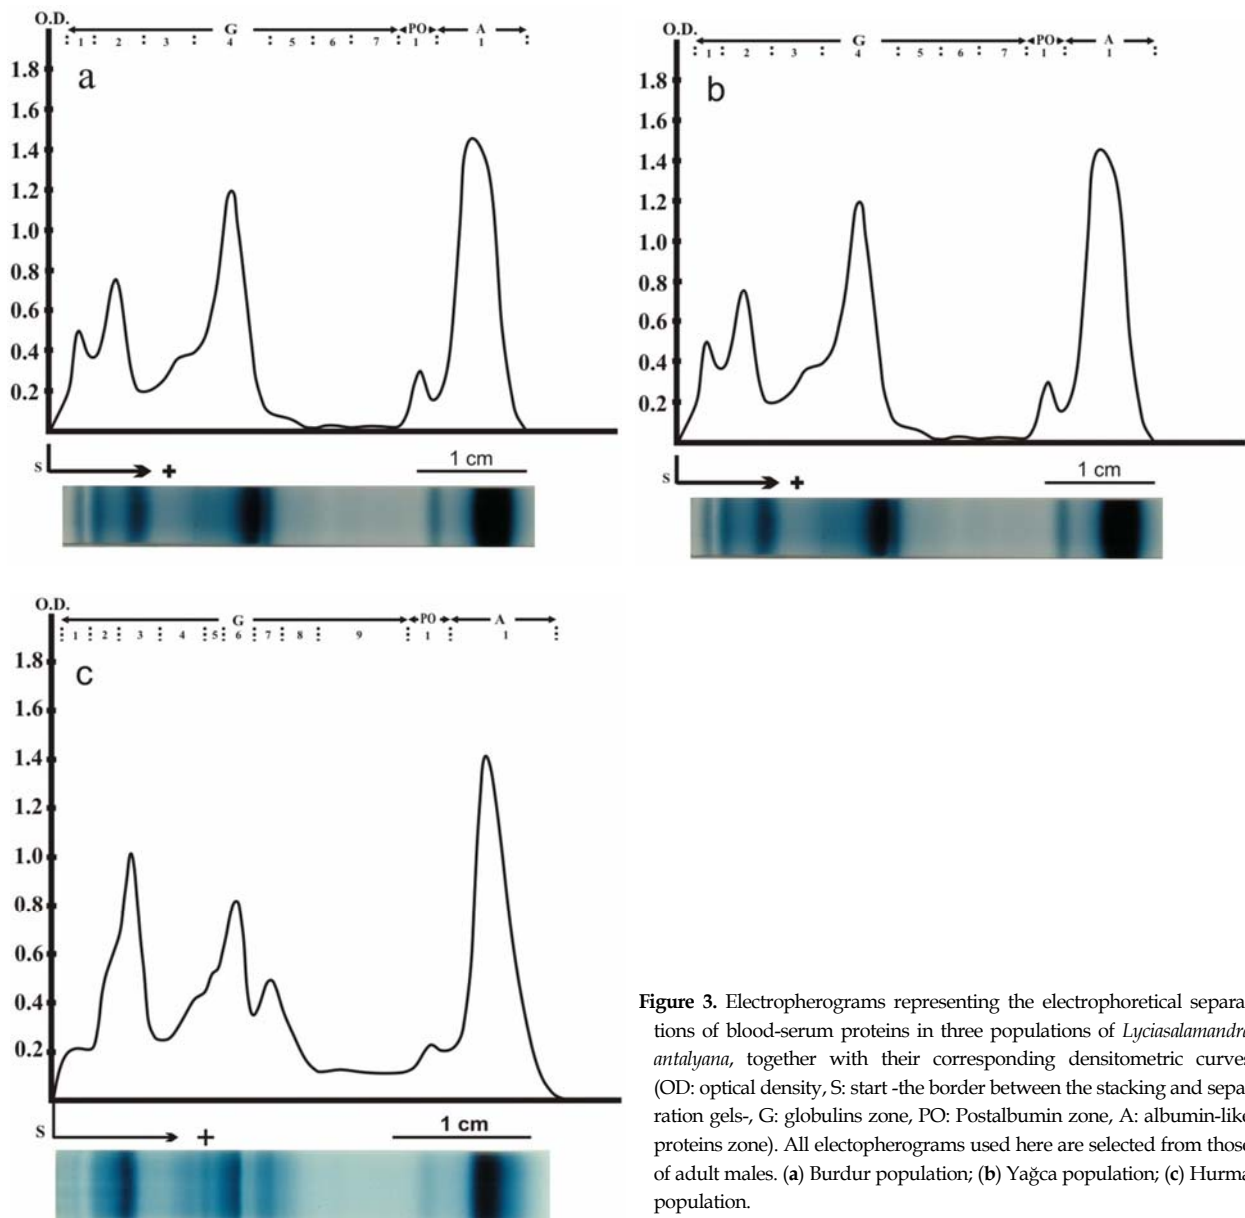 O.D.
G PO A
1 2 3 4 5 6 7 1 1
a
1.8
1.6
1.4
1.2
1.0
0.8
0.6
0.4
0.2
S + 1 cm
O.D.
G PO A
1 2 3 4 5 6 7 1 1
b
1.8
1.6
1.4
1.2
1.0
0.8
0.6
0.4
0.2
S + 1 cm
O.D.
G PO A
1 2 3 4 5 6 7 8 9 1 1
c
1.8
1.6
1.4
1.2
1.0
0.8
0.6
0.4
0.2
S + 1 cm
Figure 3. Electropherograms representing the electrophoretical separa
tions of blood-serum proteins in three populations of Lyciasalamandra
antalyana, together with their corresponding densitometric curves
(OD: optical density, S: start -the border between the stacking and sepa
ration gels-, G: globulins zone, PO: Postalbumin zone, A: albumin-like
proteins zone). All electopherograms used here are selected from those
of adult males. (a) Burdur population; (b) Yağca population; (c) Hurma
population.